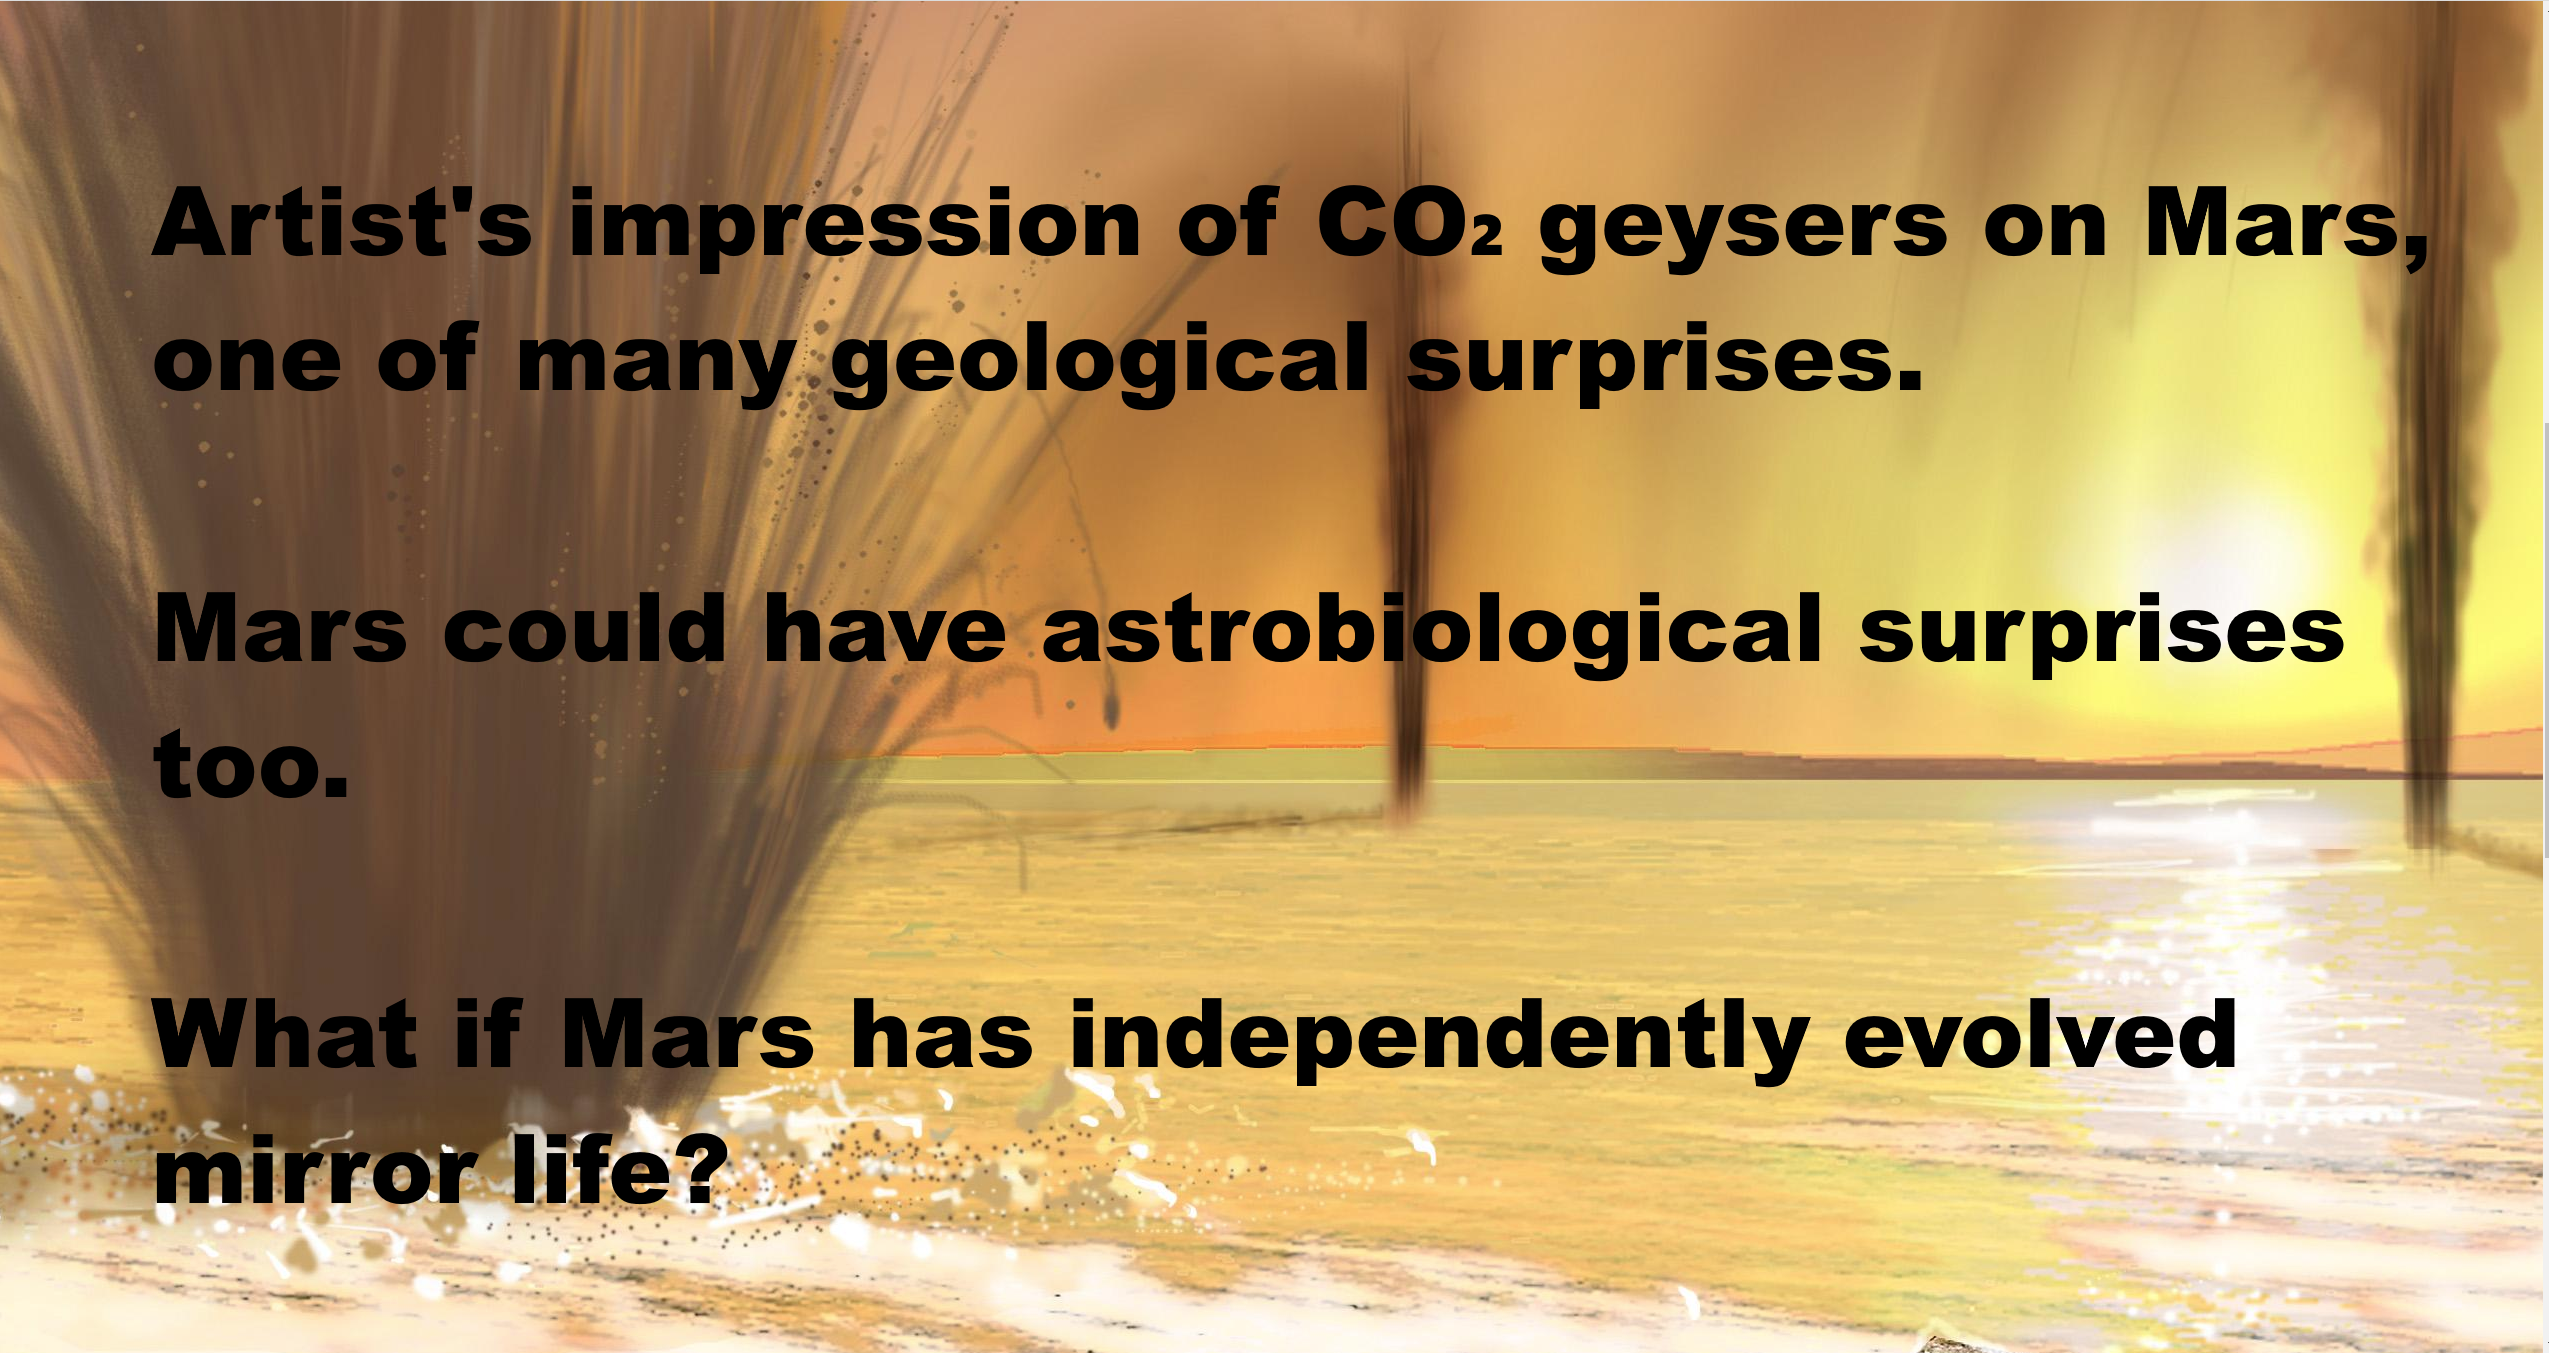 Artist's impression of CO₂ geysers on Mars,
one of many geological surprises.
Mars could have astrobiological surprises
too.
What if Mars has independently evolved
mirror life?